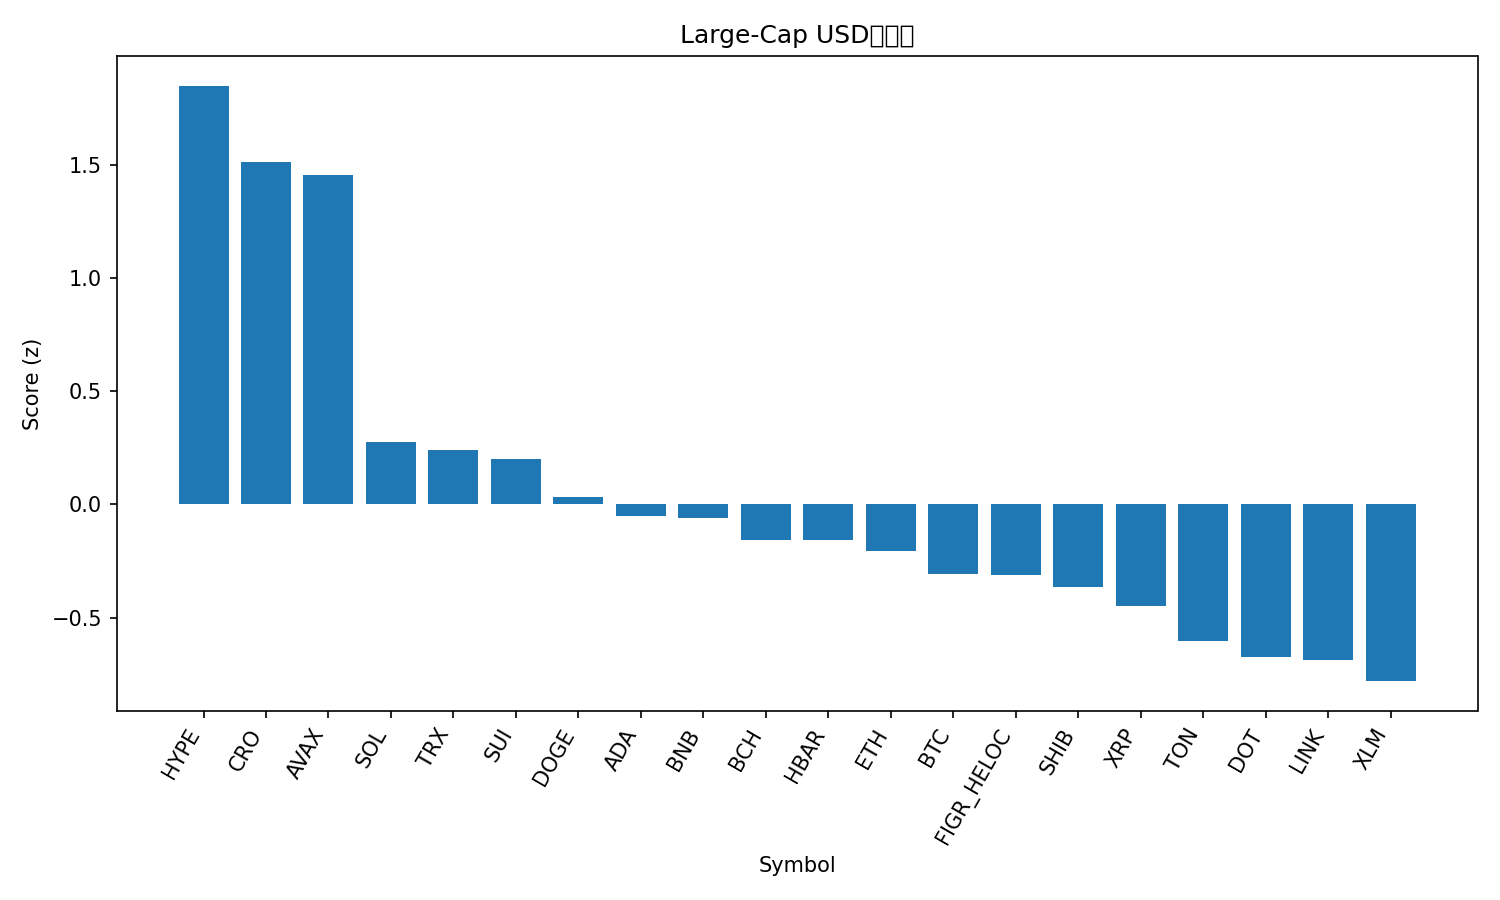 Large-Cap USD
Score (z)
1.5
1.0
0.5
0.0
−0.5
HYPE
CRO
AVAX
SOL
TRX
SUI
DOGE
ADA
BNB
BCH
HBAR
ETH
BTC
FIGR_HELOC
SHIB
XRP
TON
DOT
LINK
XLM
Symbol